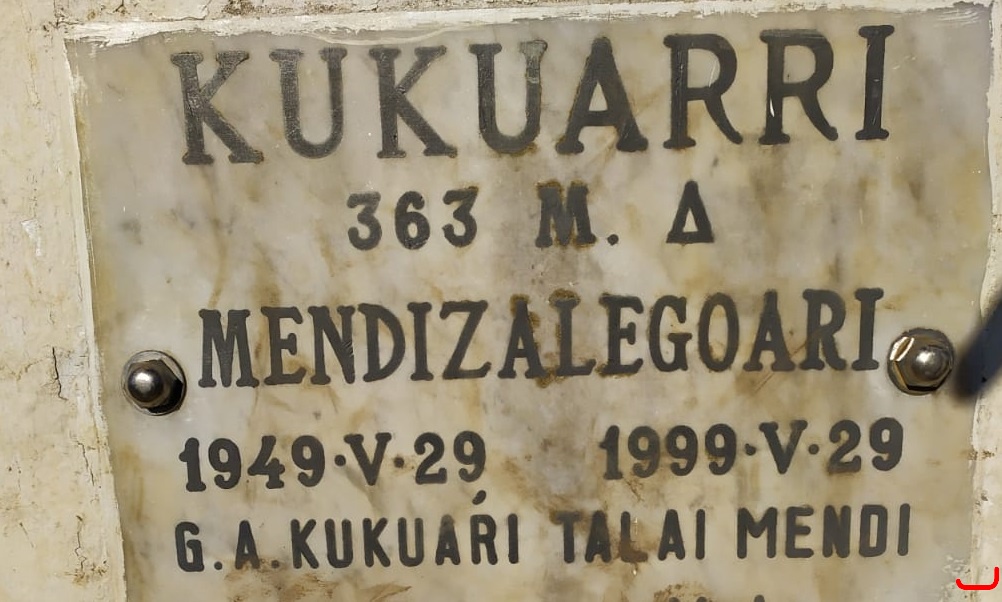 KUKUARRI
363 M. Δ
MENDIZALEGOARI
1949·V·29 1999·V·29
G.A.KUKUAŔI TALAI MENDI